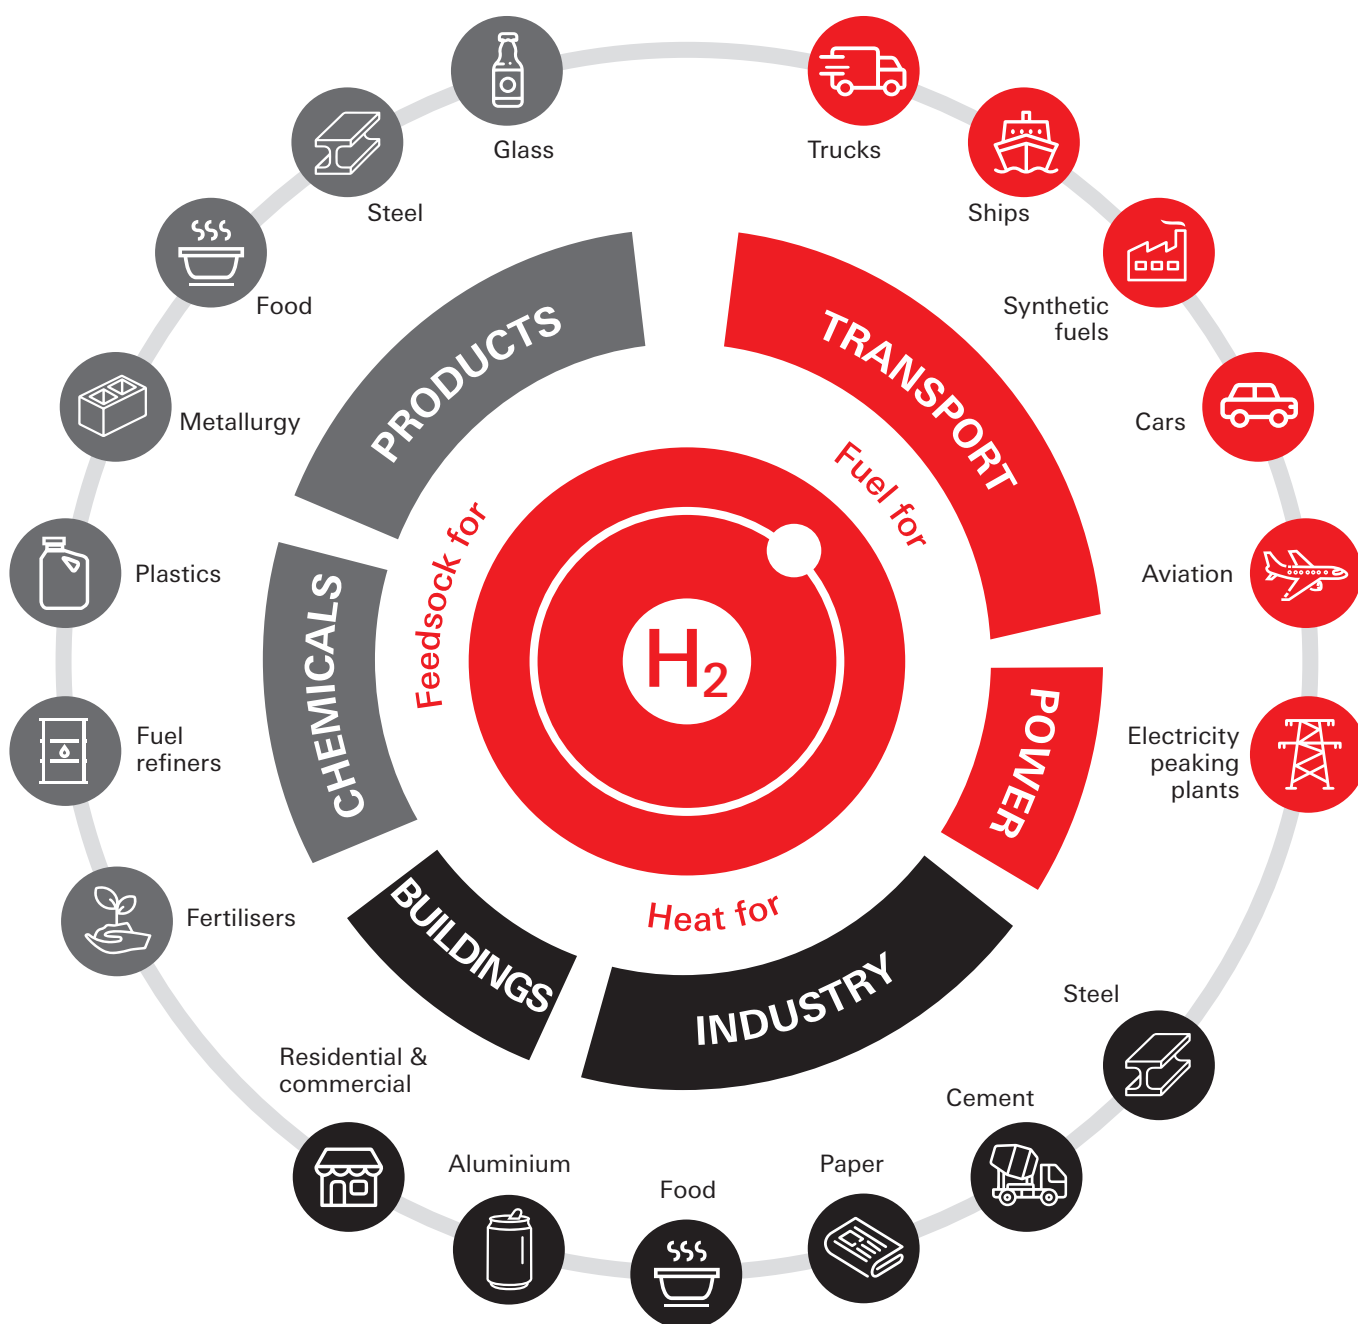 Glass
Trucks
Steel
Ships
Food
Synthetic
fuels
Metallurgy
Cars
Plastics
Aviation
Fuel
refiners
Electricity
peaking
plants
Fertilisers
PRODUCTS
TRANSPORT
CHEMICALS
POWER
BUILDINGS
INDUSTRY
Feedsock for
Fuel for
Heat for
H₂
Steel
Residential &
commercial
Cement
Aluminium
Paper
Food